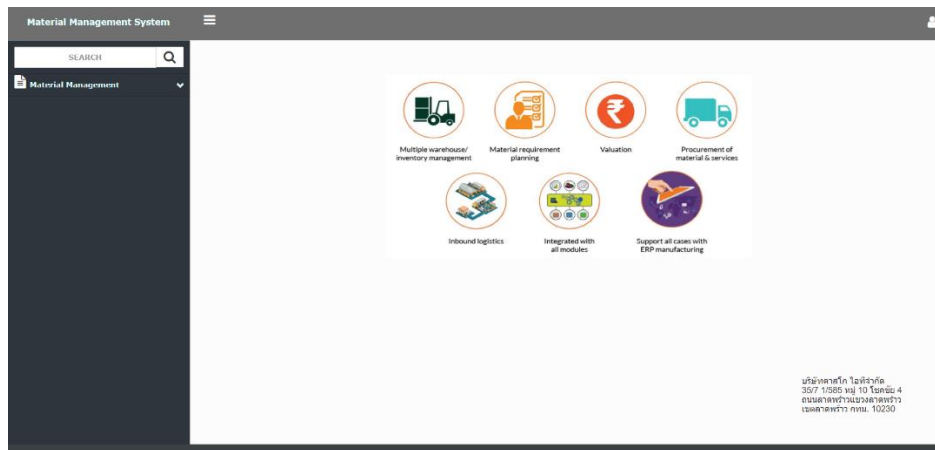 Material Management System
SEARCH
Material Management
Multiple warehouse/
inventory management
Material requirement
planning
Valuation
Procurement of
material & services
Inbound logistics
Integrated with
all modules
Support all cases with
ERP manufacturing
บริษัทคาสโก ไอทีจำกัด
35/7 1/585 หมู่ 10 โชคชัย 4
ถนนลาดพร้าวแขวงลาดพร้าว
เขตลาดพร้าว กทม. 10230